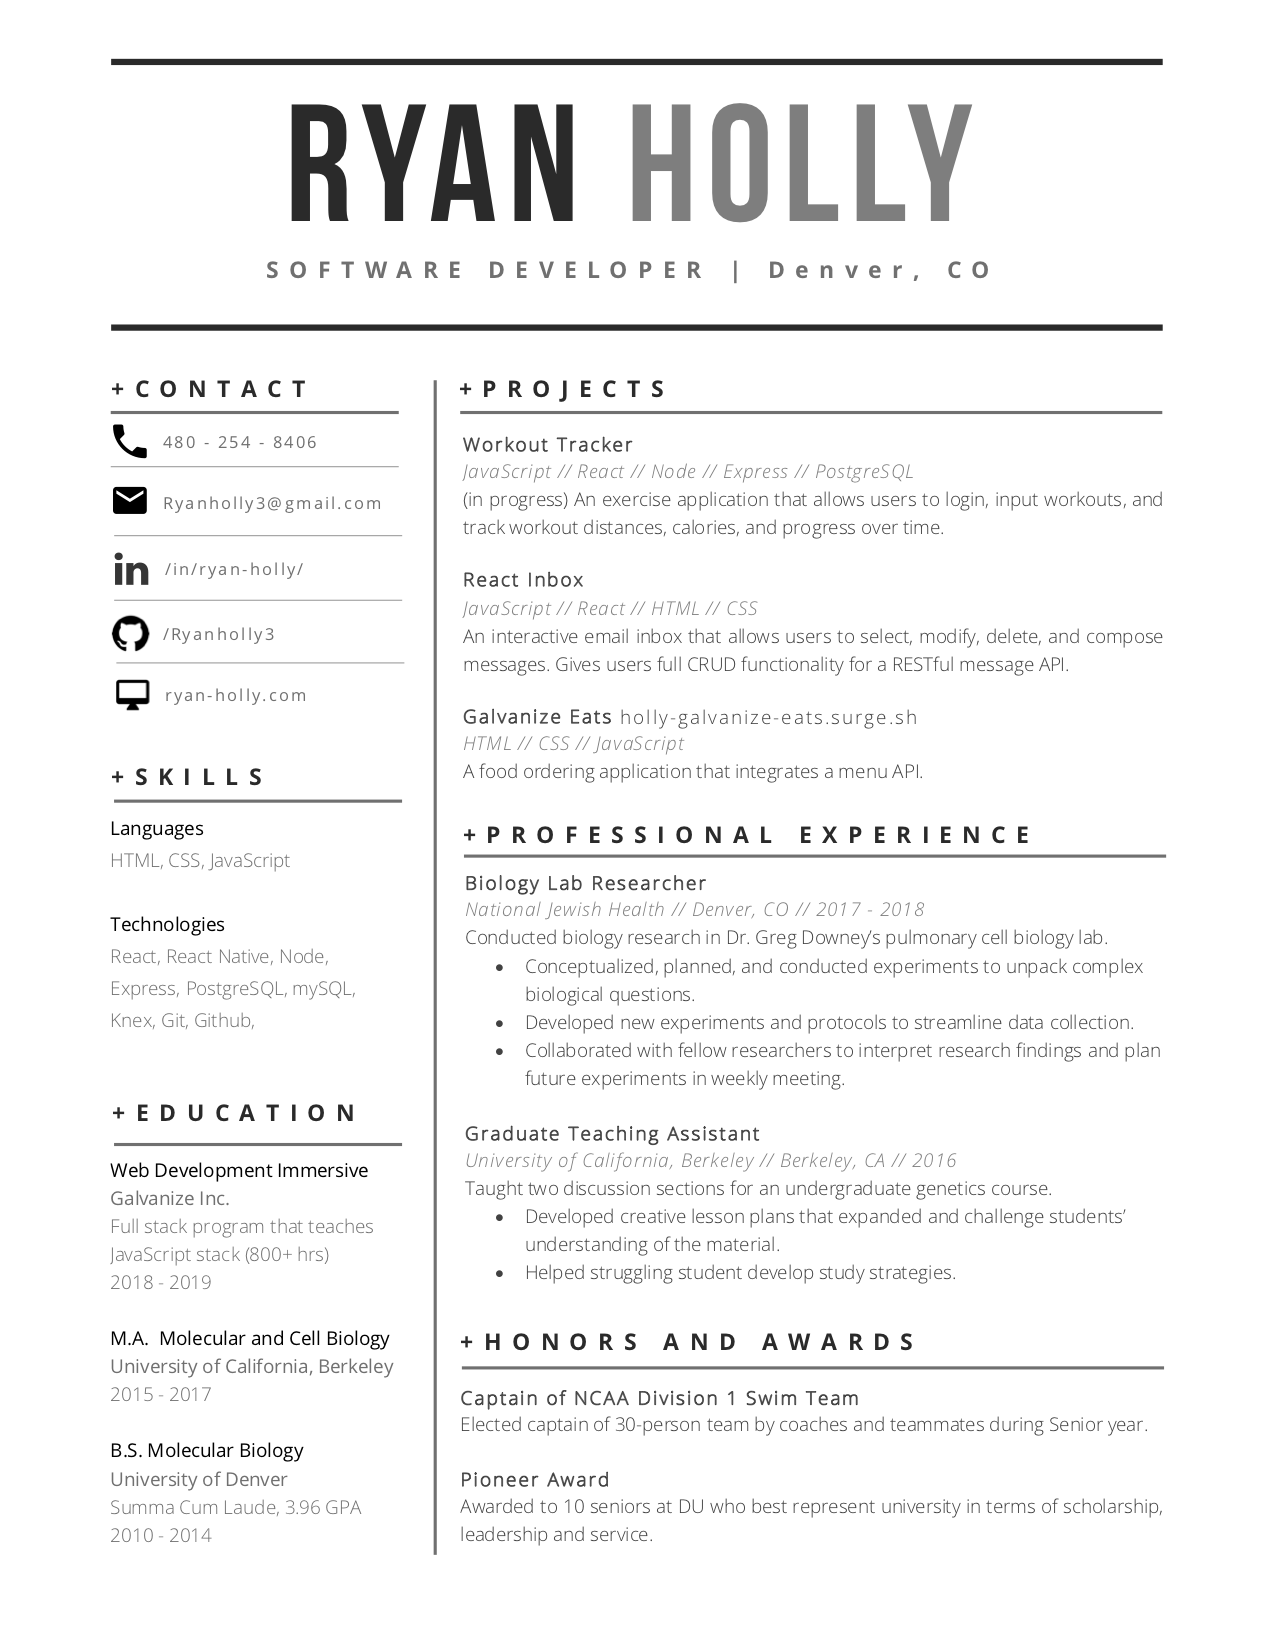 RYAN HOLLY
SOFTWARE DEVELOPER | Denver, CO
+CONTACT
480 - 254 - 8406
Ryanholly3@gmail.com
in /in/ryan-holly/
/Ryanholly3
ryan-holly.com
+SKILLS
Languages
HTML, CSS, JavaScript
Technologies
React, React Native, Node,
Express, PostgreSQL, mySQL,
Knex, Git, Github,
+EDUCATION
Web Development Immersive
Galvanize Inc.
Full stack program that teaches
JavaScript stack (800+ hrs)
2018 - 2019
M.A.  Molecular and Cell Biology
University of California, Berkeley
2015 - 2017
B.S. Molecular Biology
University of Denver
Summa Cum Laude, 3.96 GPA
2010 - 2014
+PROJECTS
Workout Tracker
JavaScript // React // Node // Express // PostgreSQL
(in progress) An exercise application that allows users to login, input workouts, and
track workout distances, calories, and progress over time.
React Inbox
JavaScript // React // HTML // CSS
An interactive email inbox that allows users to select, modify, delete, and compose
messages. Gives users full CRUD functionality for a RESTful message API.
Galvanize Eats holly-galvanize-eats.surge.sh
HTML // CSS // JavaScript
A food ordering application that integrates a menu API.
+PROFESSIONAL EXPERIENCE
Biology Lab Researcher
National Jewish Health // Denver, CO // 2017 - 2018
Conducted biology research in Dr. Greg Downey’s pulmonary cell biology lab.
• Conceptualized, planned, and conducted experiments to unpack complex
biological questions.
• Developed new experiments and protocols to streamline data collection.
• Collaborated with fellow researchers to interpret research findings and plan
future experiments in weekly meeting.
Graduate Teaching Assistant
University of California, Berkeley // Berkeley, CA // 2016
Taught two discussion sections for an undergraduate genetics course.
• Developed creative lesson plans that expanded and challenge students’
understanding of the material.
• Helped struggling student develop study strategies.
+HONORS AND AWARDS
Captain of NCAA Division 1 Swim Team
Elected captain of 30-person team by coaches and teammates during Senior year.
Pioneer Award
Awarded to 10 seniors at DU who best represent university in terms of scholarship,
leadership and service.